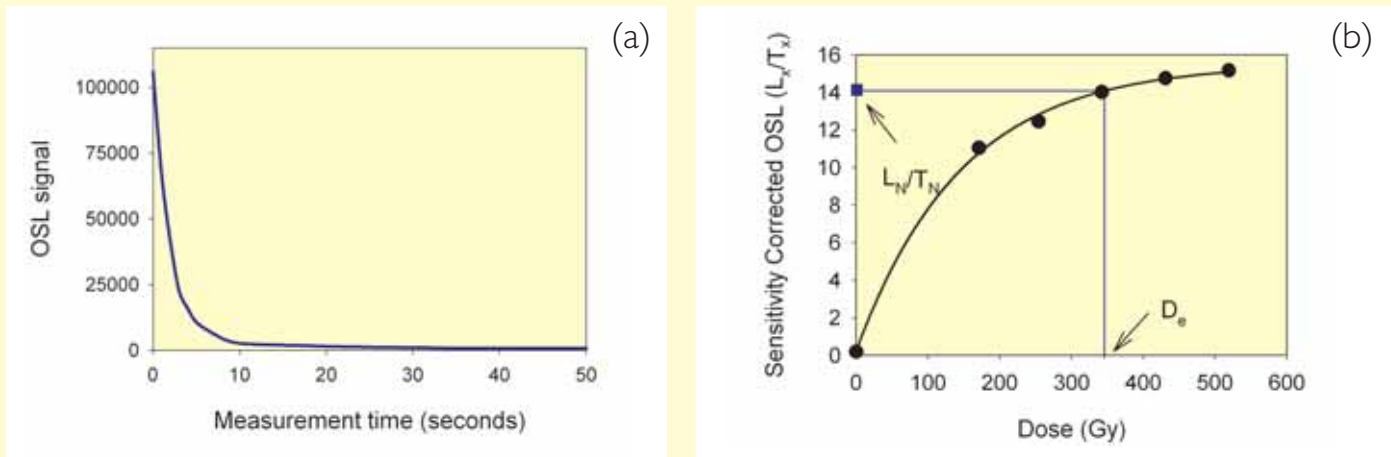 (a)
OSL signal
100000
75000
50000
25000
0
0 10 20 30 40 50
Measurement time (seconds)
(b)
Sensitivity Corrected OSL (Lx/Tx)
16
14
12
10
8
6
4
2
0
LN/TN
De
0 100 200 300 400 500 600
Dose (Gy)